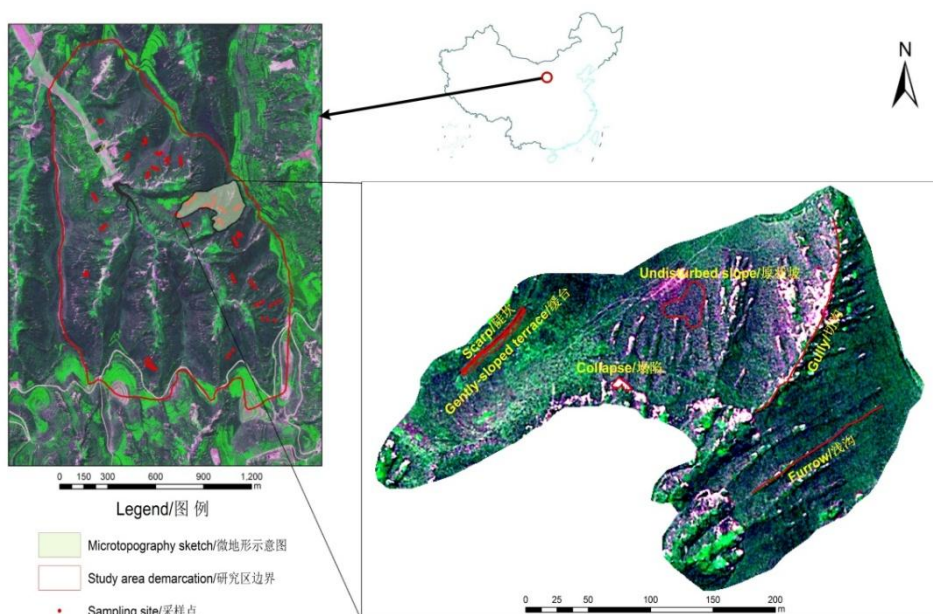 N
Undisturbed slope/原状坡
Scarp/陡坎
Gently-sloped terrace/缓台
Collapse/塌陷
Gully/切沟
Furrow/浅沟
0 150 300 600 900 1,200
m
Legend/图 例
Microtopography sketch/微地形示意图
Study area demarcation/研究区边界
Sampling site/采样点
0 25 50 100 150 200
m